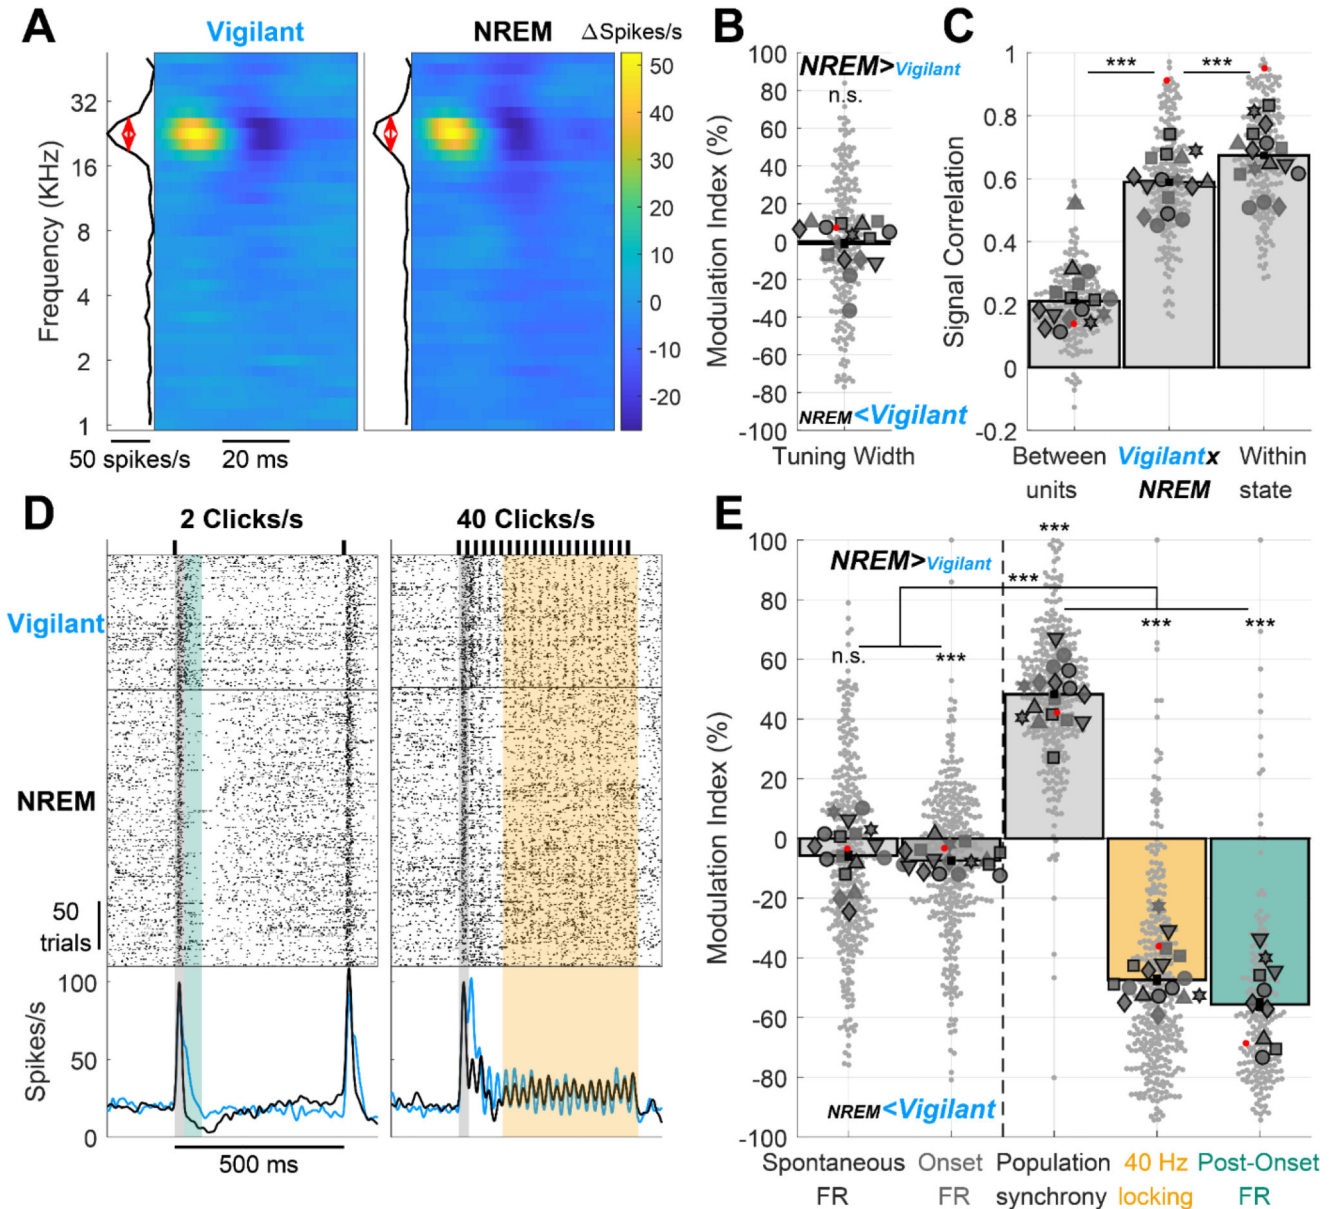 A
Vigilant
NREM
ΔSpikes/s
Frequency (KHz)
32
16
8
4
2
1
50 spikes/s
20 ms
50
40
30
20
10
0
-10
-20
B
Modulation Index (%)
100
80
60
40
20
0
-20
-40
-60
-80
-100
NREM>Vigilant
n.s.
NREM<Vigilant
Tuning Width
C
Signal Correlation
1
0.8
0.6
0.4
0.2
0
-0.2
*** ***
Between Vigilantx Within
units NREM state
D
2 Clicks/s
40 Clicks/s
Vigilant
NREM
50
trials
Spikes/s
100
50
0
500 ms
E
Modulation Index (%)
100
80
60
40
20
0
-20
-40
-60
-80
-100
NREM>Vigilant
***
***
n.s.
***
***
***
NREM<Vigilant
Spontaneous Onset Population 40 Hz Post-Onset
FR FR synchrony locking FR